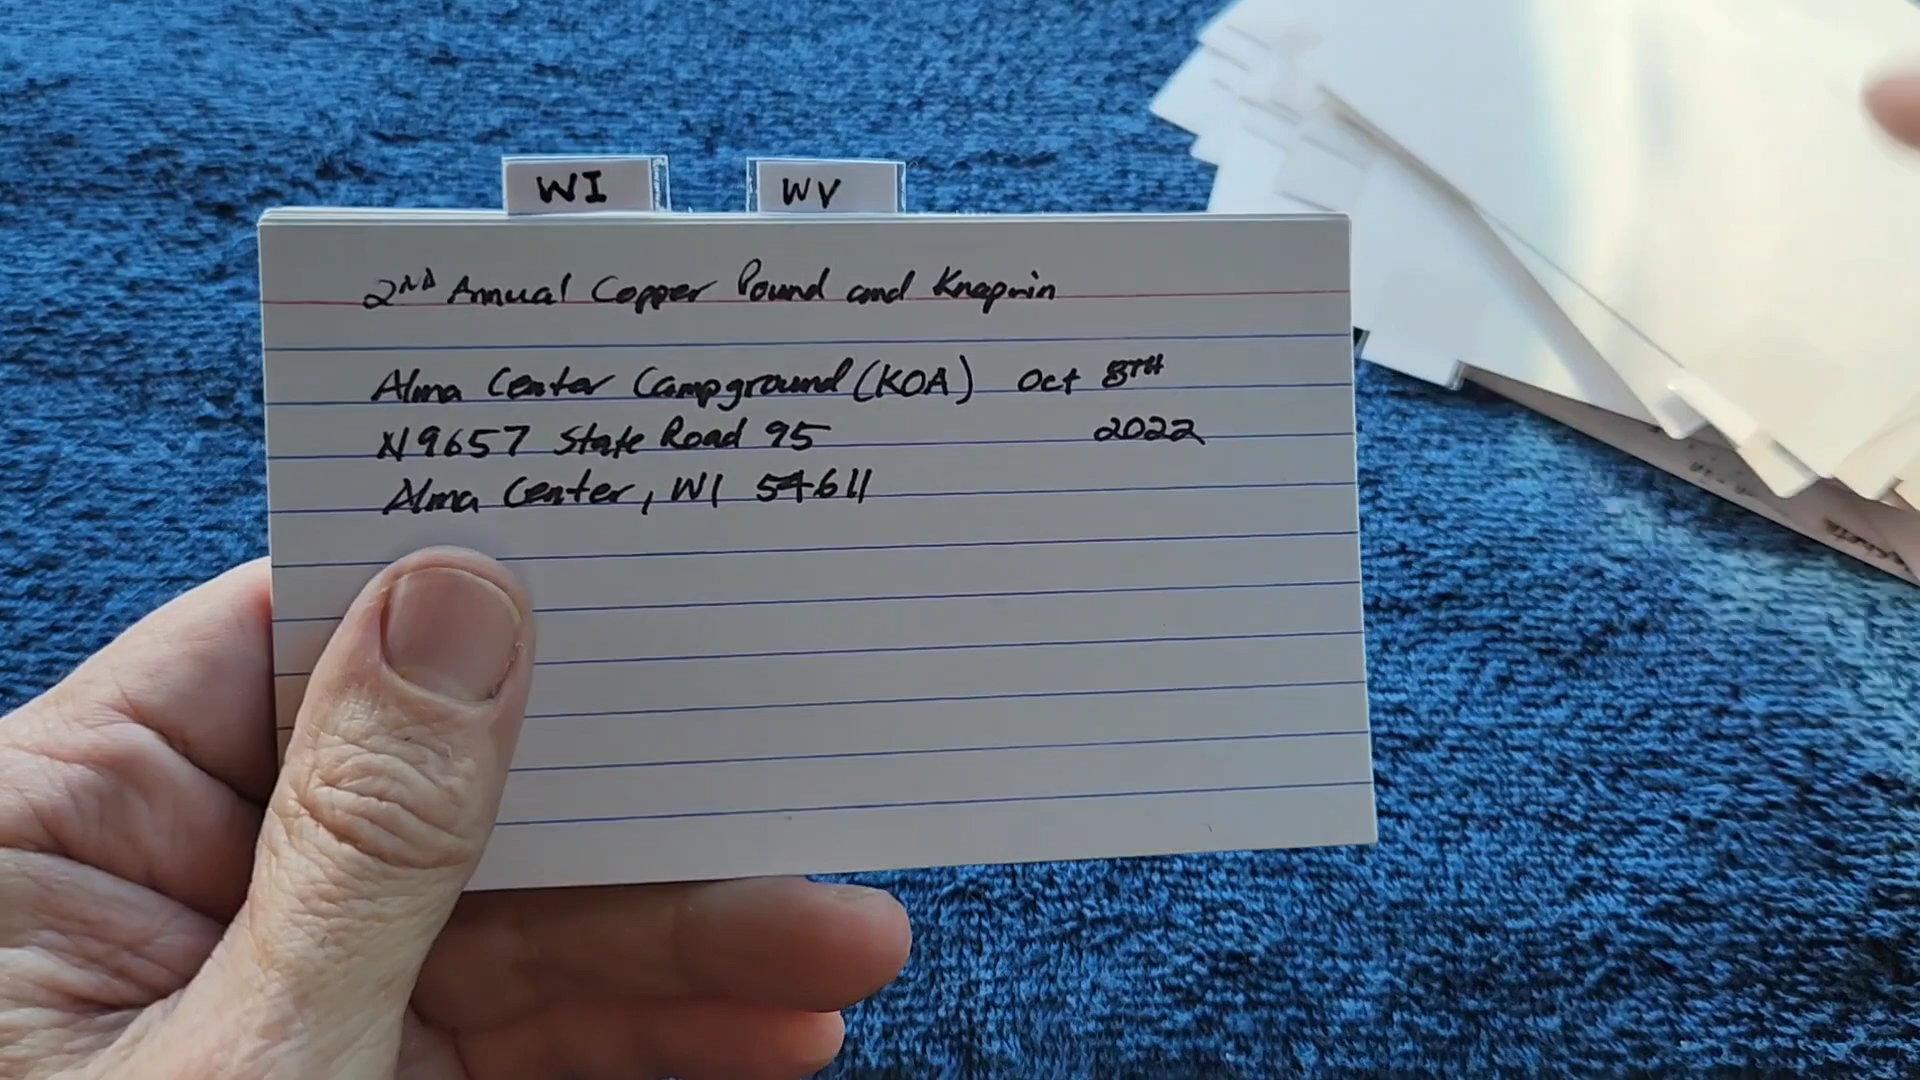 WI WV
2ND Annual Copper Pound and Knapin
Alma Center Campground (KOA) Oct 8TH
N9657 State Road 95 2022
Alma Center, WI 54611